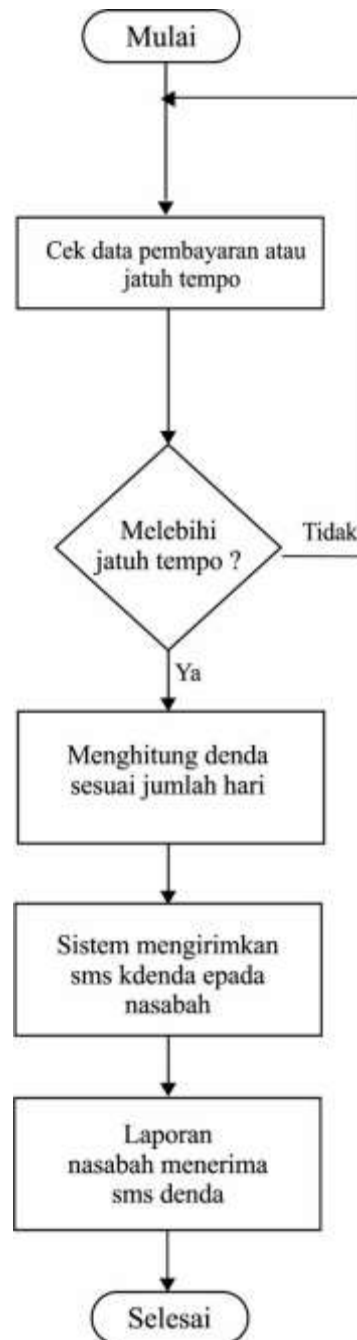 Mulai
Cek data pembayaran atau
jatuh tempo
Melebihi
jatuh tempo ?
Tidak
Ya
Menghitung denda
sesuai jumlah hari
Sistem mengirimkan
sms kdenda epada
nasabah
Laporan
nasabah menerima
sms denda
Selesai